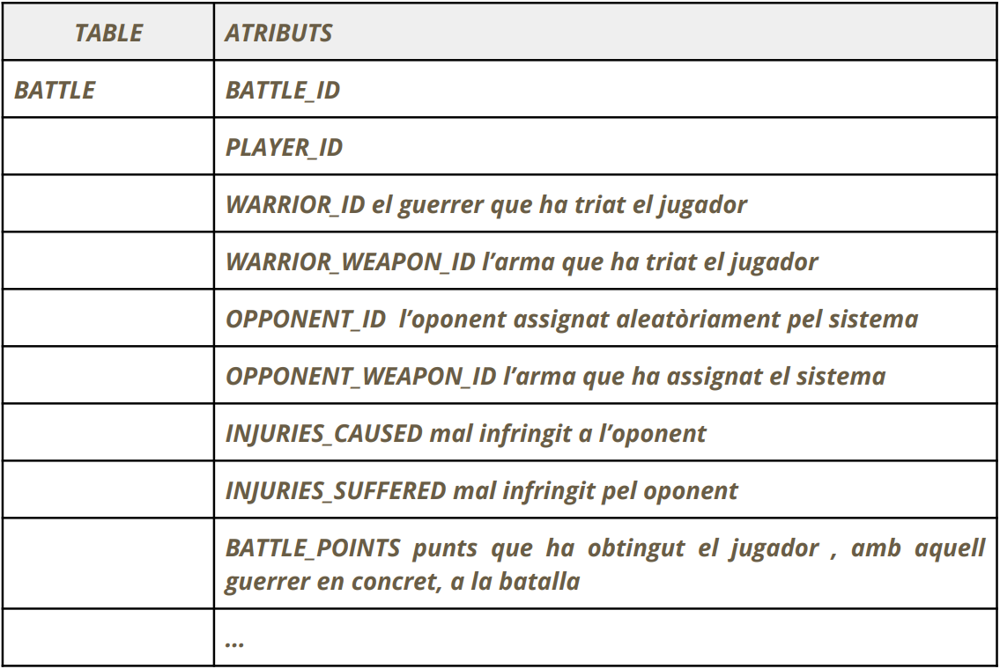 TABLE
ATRIBUTS
BATTLE
BATTLE_ID
PLAYER_ID
WARRIOR_ID el guerrer que ha triat el jugador
WARRIOR_WEAPON_ID l’arma que ha triat el jugador
OPPONENT_ID l’oponent assignat aleatòriament pel sistema
OPPONENT_WEAPON_ID l’arma que ha assignat el sistema
INJURIES_CAUSED mal infringit a l’oponent
INJURIES_SUFFERED mal infringit pel oponent
BATTLE_POINTS punts que ha obtingut el jugador , amb aquell
guerrer en concret, a la batalla
...